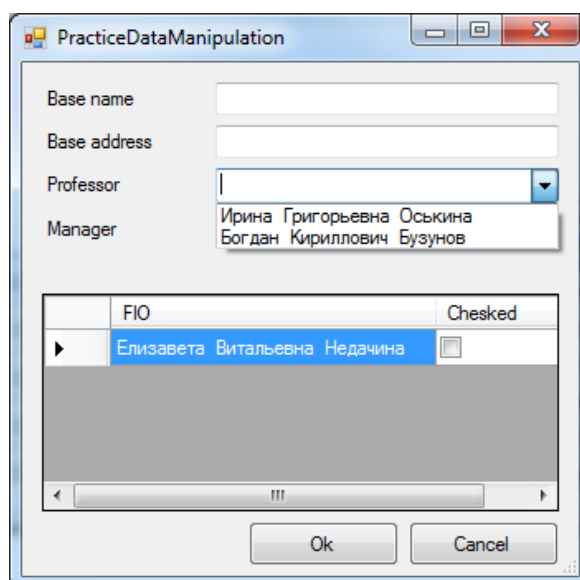 PracticeDataManipulation
Base name
Base address
Professor
Ирина Григорьевна Оськина
Богдан Кириллович Бузунов
Manager
FIO Chesked
Елизавета Витальевна Недачина
Ok Cancel